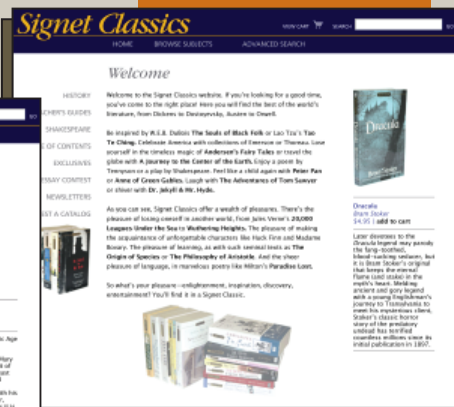 Signet Classics
VIEW CART
SEARCH
GO
HOME
BROWSE SUBJECTS
ADVANCED SEARCH
Welcome
HISTORY
CHER'S GUIDES
SHAKESPEARE
E OF CONTENTS
EXCLUSIVES
ESSAY CONTEST
NEWSLETTERS
EST A CATALOG
Welcome to the Signet Classics website. If you're looking for a good time,
you've come to the right place! Here you will find the best of the world's
literature, from Dickens to Dostoyevsky, Austen to Orwell.
Be inspired by W.E.B. DuBois The Souls of Black Folk or Lao Tzu's Tao
Te Ching. Celebrate America with collections of Emerson or Thoreau. Lose
yourself in the timeless magic of Andersen's Fairy Tales or travel the
globe with A Journey to the Center of the Earth. Enjoy a poem by
Tennyson or a play by Shakespeare. Feel like a child again with Peter Pan
or Anne of Green Gables. Laugh with The Adventures of Tom Sawyer
or shiver with Dr. Jekyll & Mr. Hyde.
As you can see, Signet Classics offer a wealth of pleasures. There's the
pleasure of losing oneself in another world, from Jules Verne's 20,000
Leagues Under the Sea to Wuthering Heights. The pleasure of making
the acquaintance of unforgettable characters like Huck Finn and Madame
Bovary. The pleasure of learning, as with such seminal texts as The
Origin of Species or The Philosophy of Aristotle. And the sheer
pleasure of language, in marvelous poetry like Milton's Paradise Lost.
So what's your pleasure—enlightenment, inspiration, discovery,
entertainment? You'll find it in a Signet Classic.
Dracula
Dracula
Bram Stoker
$4.95 | add to cart
Later devotees to the
Dracula legend may parody
the fang-toothed,
blood-sucking seducer, but
it is Bram Stoker's original
that keeps the eternal
flame (and stake) in the
myth's heart. Melding
ancient and gory legend
with a young Englishman's
journey to Transylvania to
meet his mysterious client,
Stoker's classic horror
story of the predatory
undead has terrified
countless millions since its
initial publication in 1897.
GO